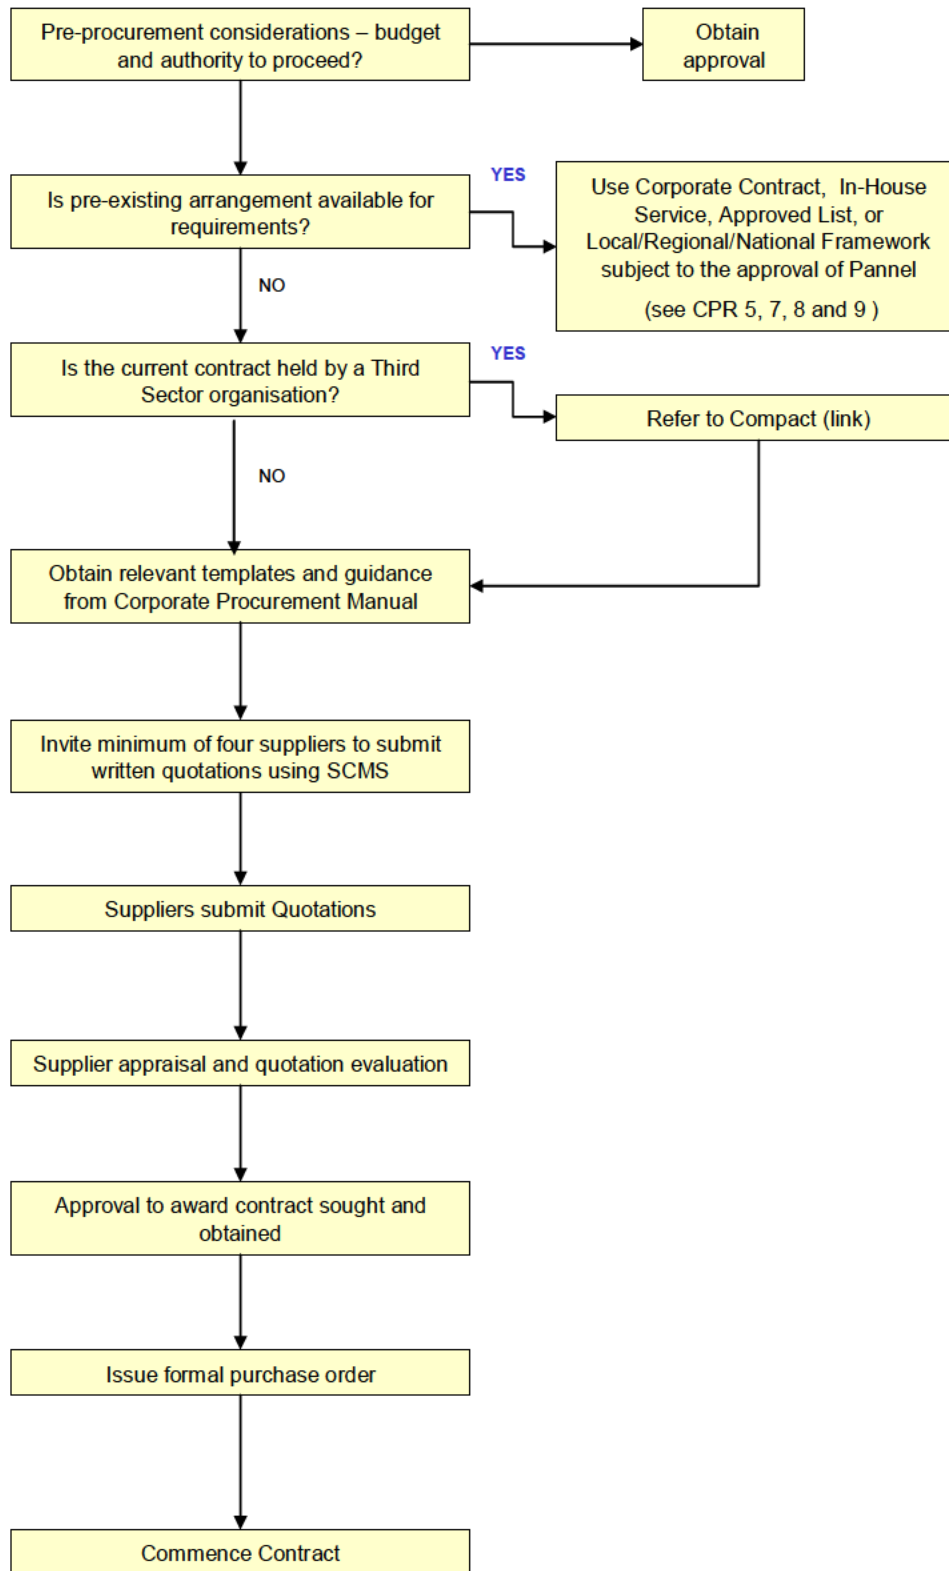 Pre-procurement considerations – budget
and authority to proceed?
Obtain
approval
YES
Is pre-existing arrangement available for
requirements?
Use Corporate Contract, In-House
Service, Approved List, or
Local/Regional/National Framework
subject to the approval of Pannel
(see CPR 5, 7, 8 and 9 )
NO
YES
Is the current contract held by a Third
Sector organisation?
Refer to Compact (link)
NO
Obtain relevant templates and guidance
from Corporate Procurement Manual
Invite minimum of four suppliers to submit
written quotations using SCMS
Suppliers submit Quotations
Supplier appraisal and quotation evaluation
Approval to award contract sought and
obtained
Issue formal purchase order
Commence Contract